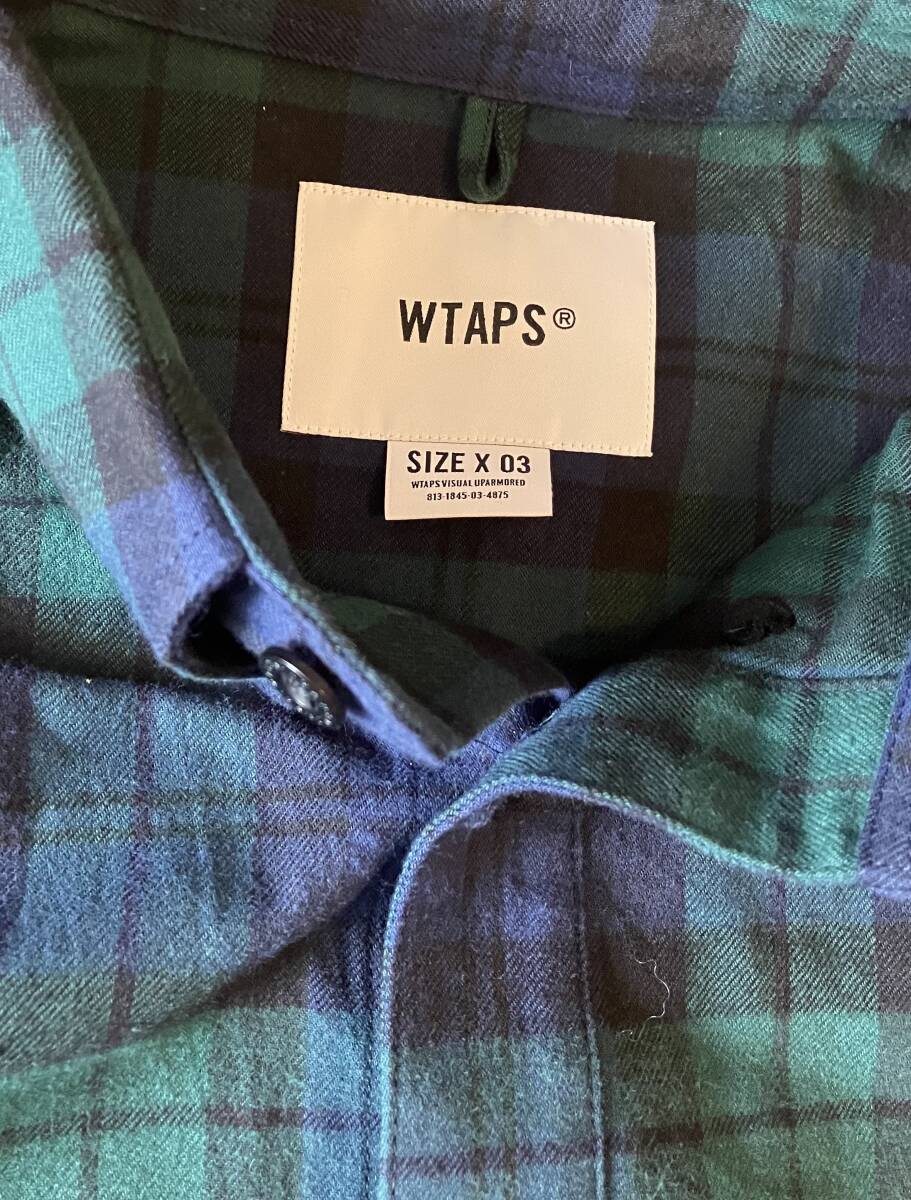 WTAPS®
SIZE X 03
WTAPS VISUAL UPARMORED
813-1845-03-4875